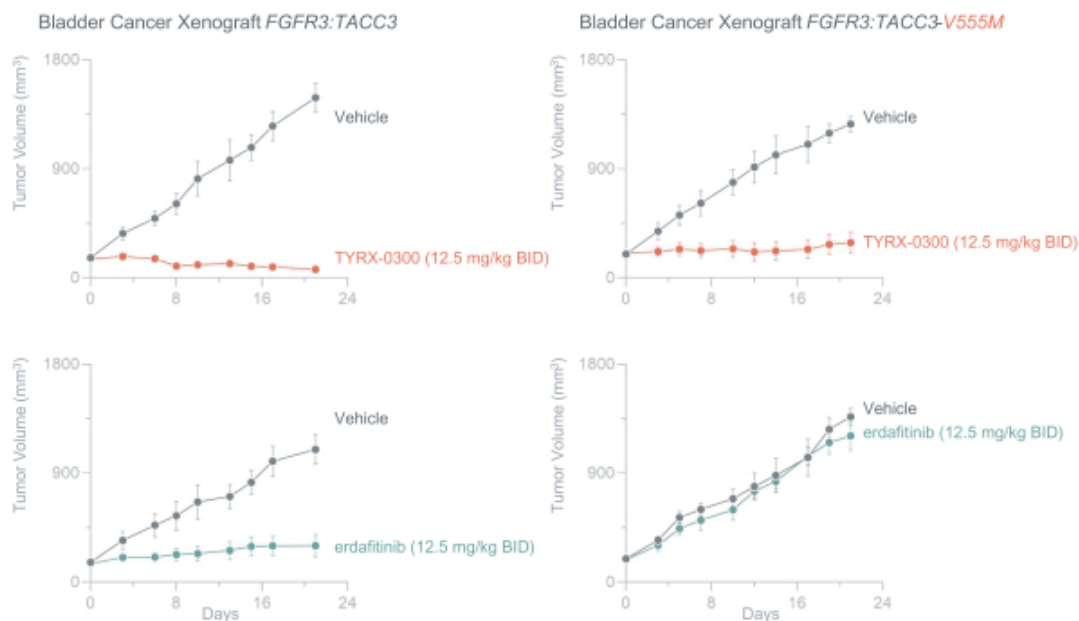 Bladder Cancer Xenograft FGFR3:TACC3
Tumor Volume (mm³)
1800
900
0
Vehicle
TYRX-0300 (12.5 mg/kg BID)
0 8 16 24
Bladder Cancer Xenograft FGFR3:TACC3-V555M
Tumor Volume (mm³)
1800
900
0
Vehicle
TYRX-0300 (12.5 mg/kg BID)
0 8 16 24
Tumor Volume (mm³)
1800
900
0
Vehicle
erdafitinib (12.5 mg/kg BID)
0 8 16 24
Days
Tumor Volume (mm³)
1800
900
0
Vehicle
erdafitinib (12.5 mg/kg BID)
0 8 16 24
Days